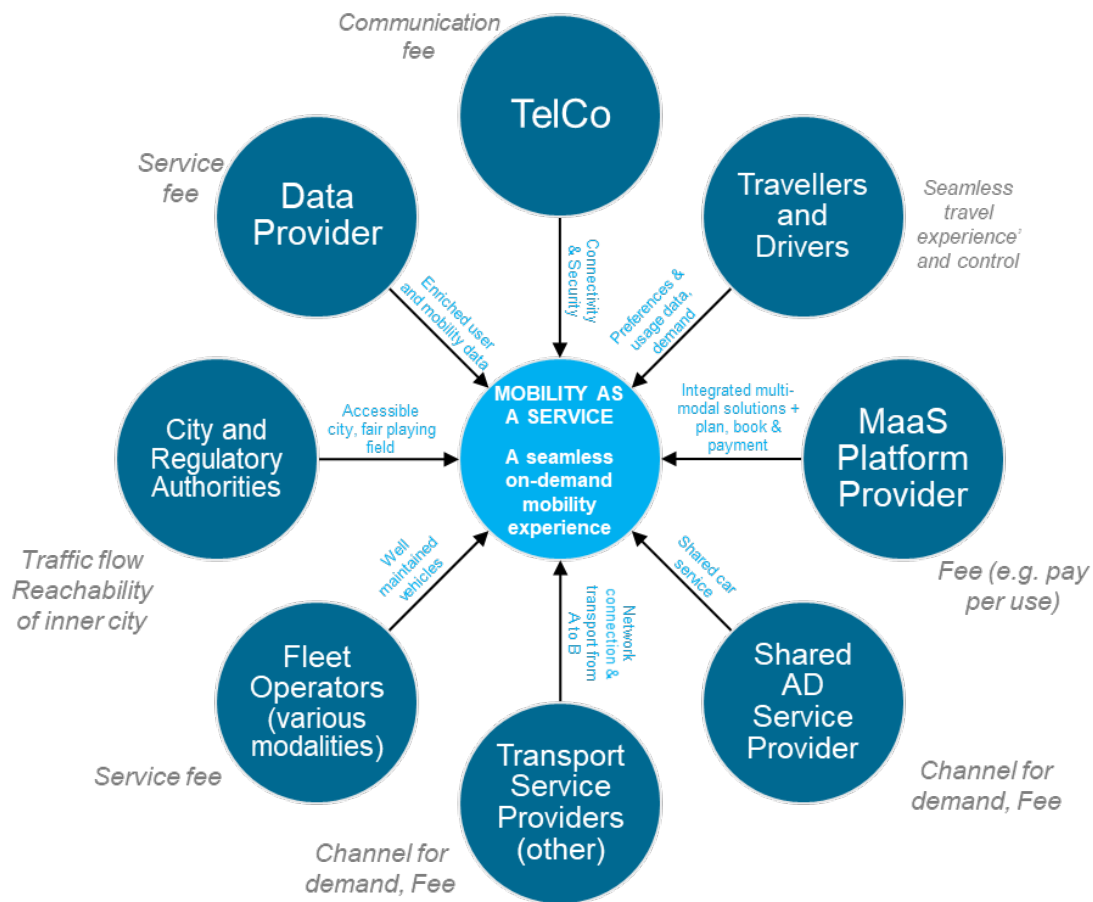 Communication
fee
TelCo
Service
fee
Data
Provider
Travellers
and
Drivers
Seamless
travel
experience’
and control
Connectivity
& Security
Enriched user
and mobility data
Preferences &
usage data,
demand
MOBILITY AS
A SERVICE
A seamless
on-demand
mobility
experience
City and
Regulatory
Authorities
Accessible
city, fair playing
field
Integrated multi-
modal solutions +
plan, book &
payment
MaaS
Platform
Provider
Traffic flow
Reachability
of inner city
Well
maintained
vehicles
Network
connection &
transport from
A to B
Shared car
service
Fee (e.g. pay
per use)
Fleet
Operators
(various
modalities)
Shared
AD
Service
Provider
Service fee
Transport
Service
Providers
(other)
Channel for
demand, Fee
Channel for
demand, Fee